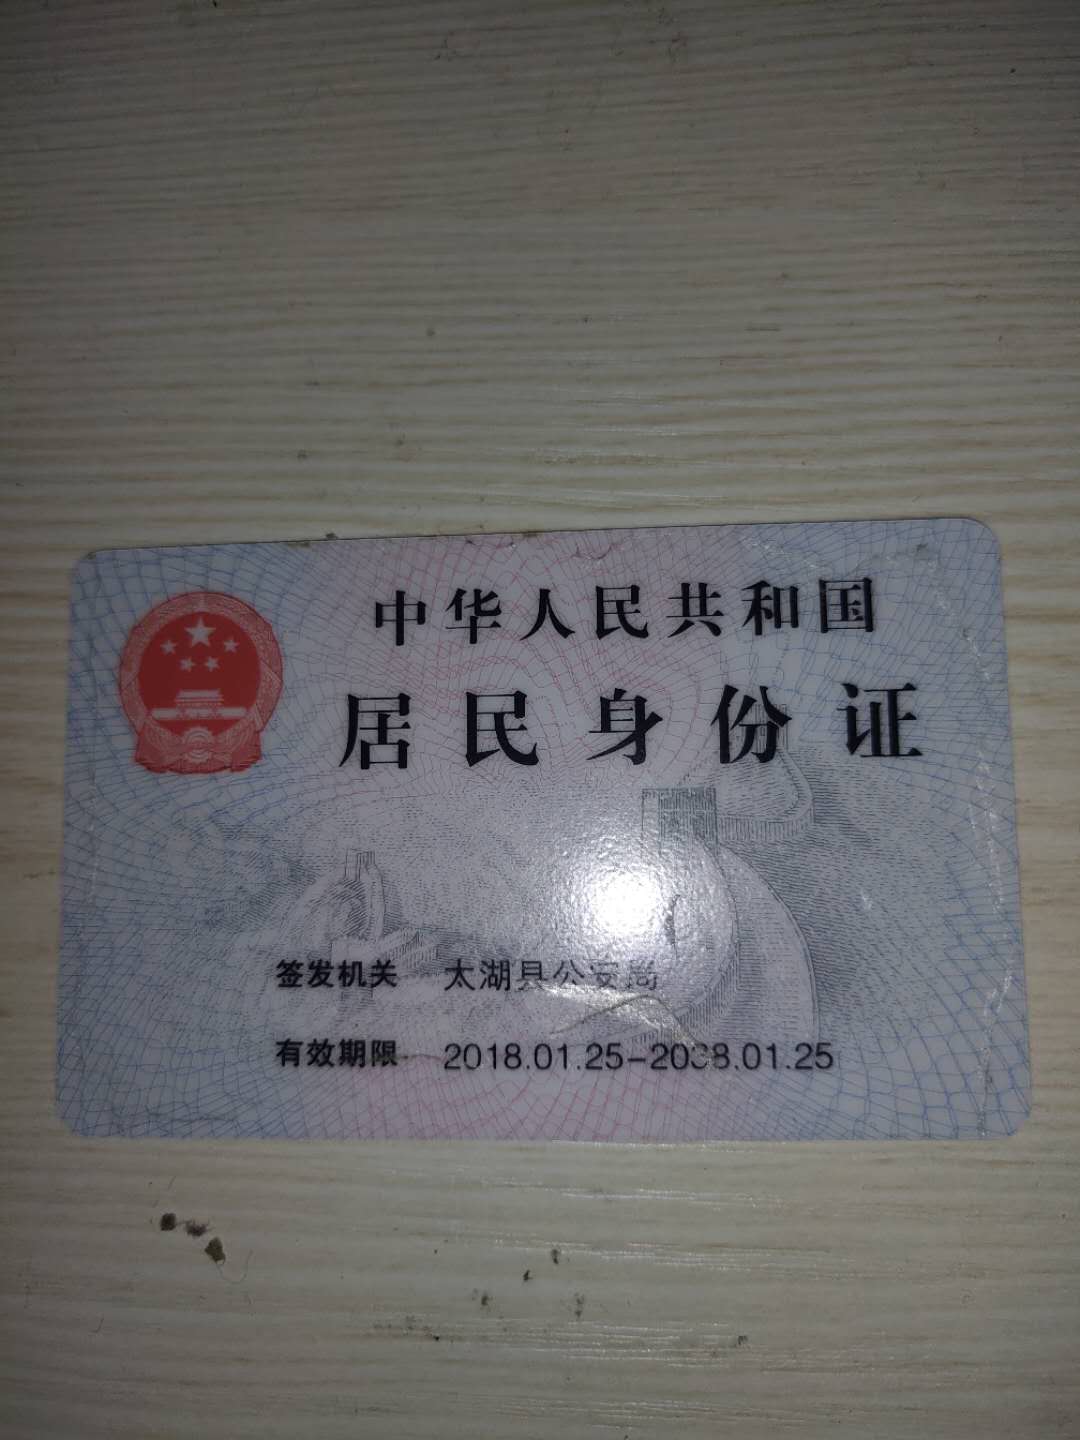 中华人民共和国
居民身份证
签发机关 太湖县公安局
有效期限 2018.01.25-2038.01.25